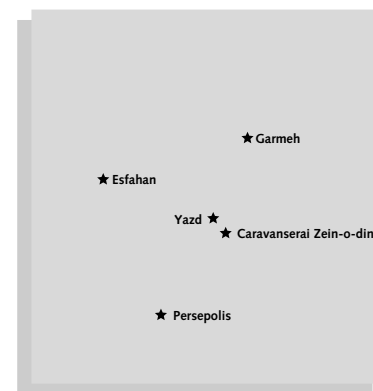 Garmeh
Esfahan
Yazd
Caravanserai Zein-o-din
Persepolis